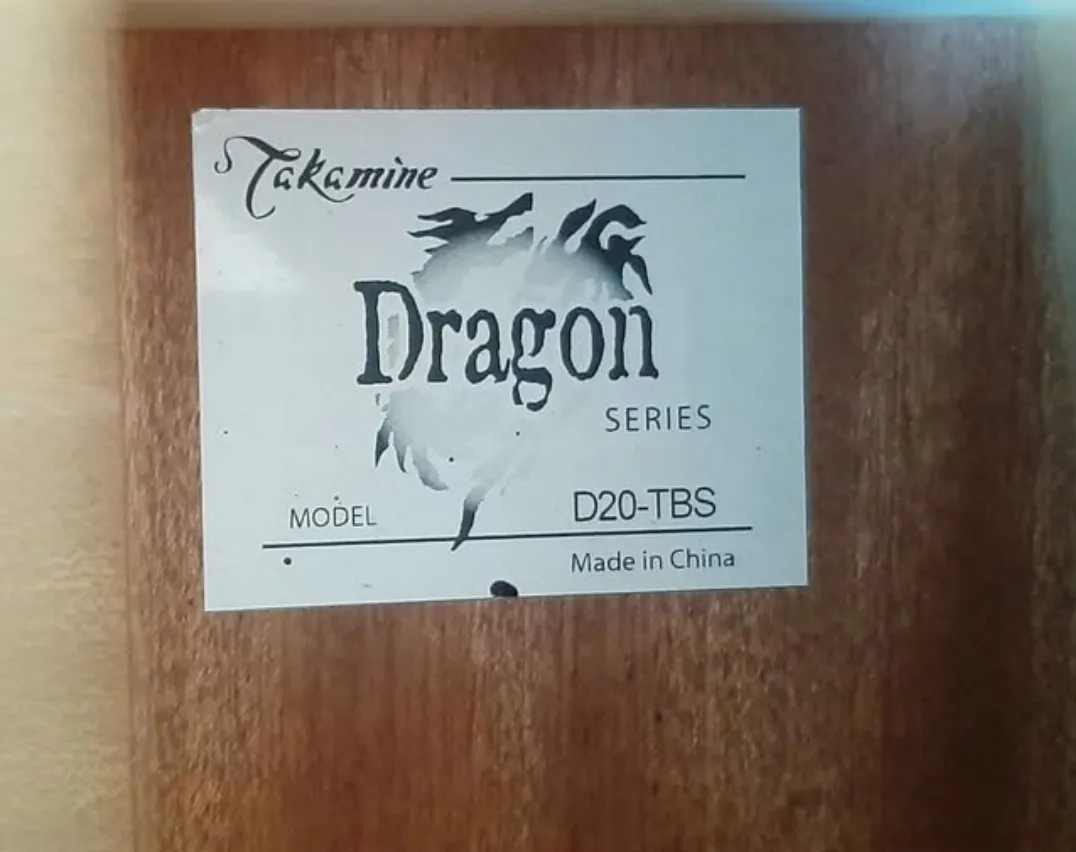 Takamine
Dragon
SERIES
MODEL D20-TBS
Made in China